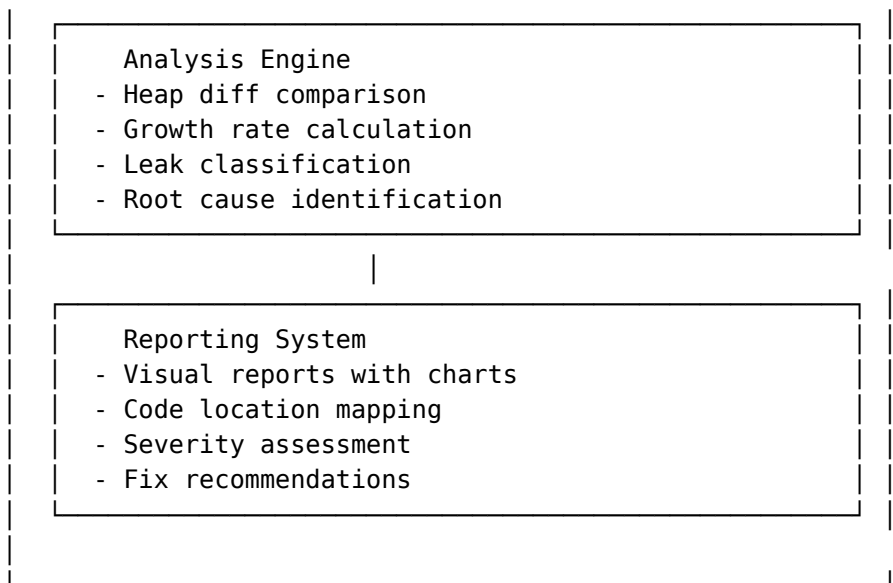 Analysis Engine
- Heap diff comparison
- Growth rate calculation
- Leak classification
- Root cause identification
Reporting System
- Visual reports with charts
- Code location mapping
- Severity assessment
- Fix recommendations